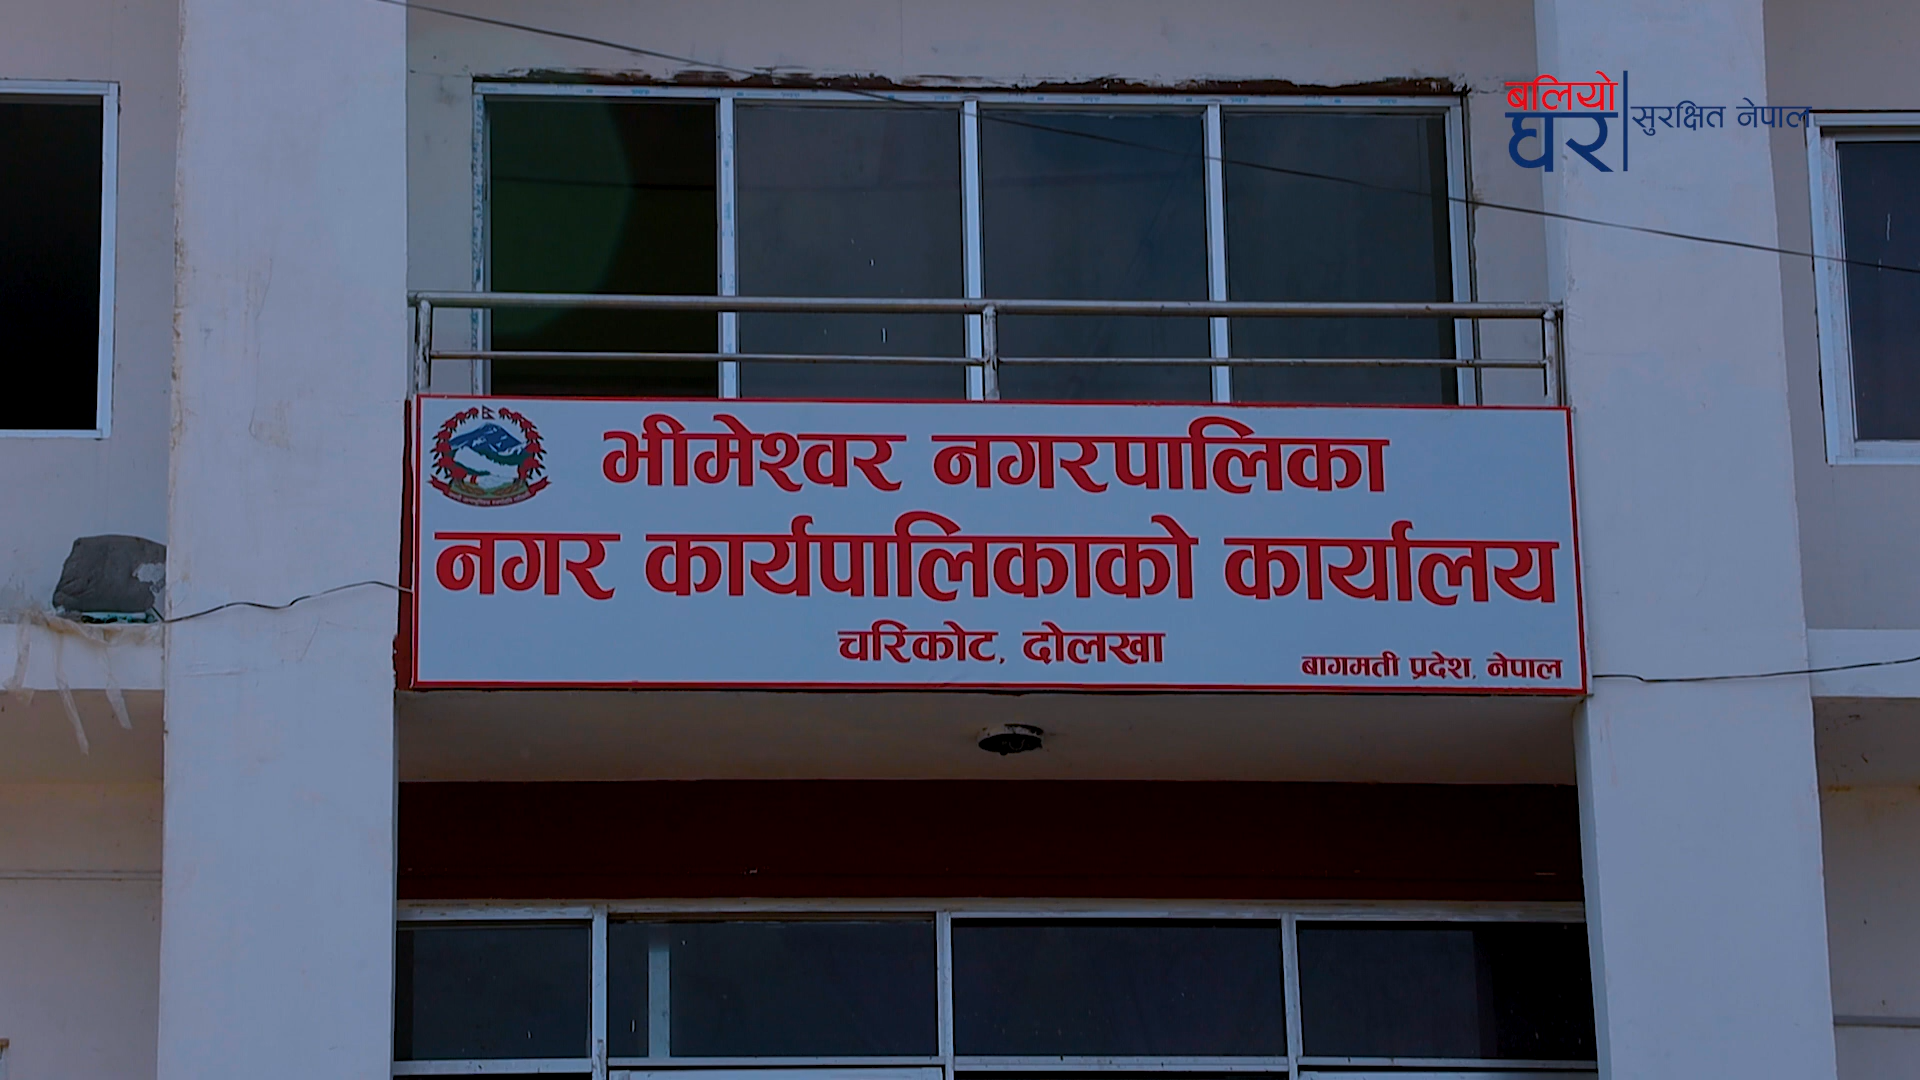 बलियो
घर
सुरक्षित नेपाल
भीमेश्वर नगरपालिका
नगर कार्यपालिकाको कार्यालय
चरिकोट, दोलखा
बागमती प्रदेश, नेपाल